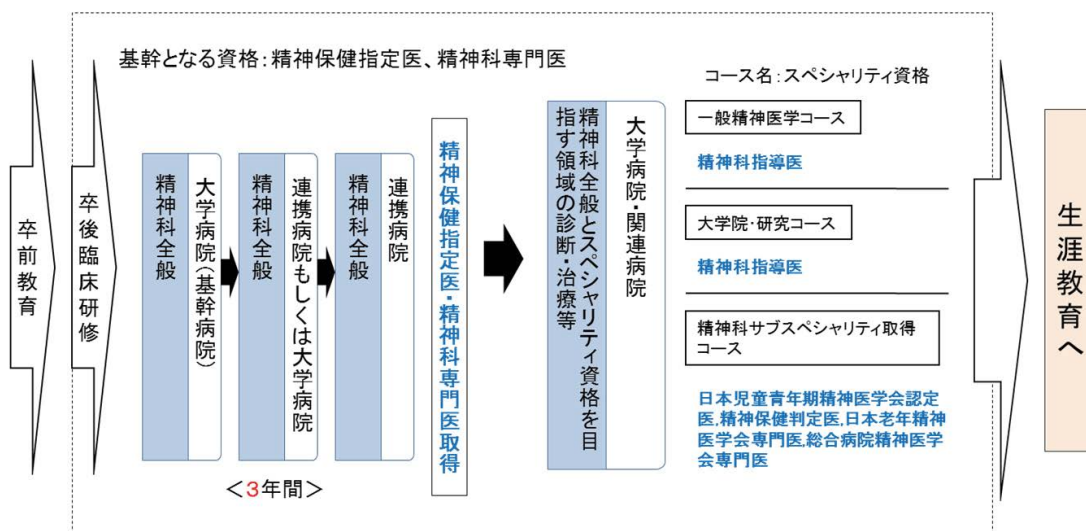 基幹となる資格：精神保健指定医、精神科専門医
卒前教育
卒後臨床研修
精神科全般
大学病院（基幹病院）
精神科全般
連携病院もしくは大学病院
精神科全般
連携病院
＜３年間＞
精神保健指定医・精神科専門医取得
精神科全般とスペシャリティ資格を目
指す領域の診断・治療等
大学病院・関連病院
コース名：スペシャリティ資格
一般精神医学コース
精神科指導医
大学院・研究コース
精神科指導医
精神科サブスペシャリティ取得
コース
日本児童青年期精神医学会認定
医,精神保健判定医,日本老年精神
医学会専門医,総合病院精神医学
会専門医
生涯教育へ